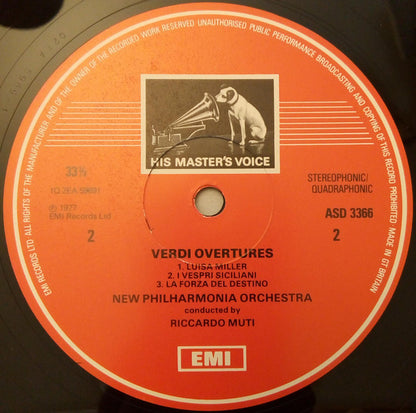 ALL RIGHTS OF THE MANUFACTURER AND OF THE OWNER OF THE RECORDED WORK RESERVED UNAUTHORISED PUBLIC PERFORMANCE BROADCASTING AND COPYING OF THIS RECORD PROHIBITED MADE IN GT BRITAIN
EMI RECORDS LTD
HIS MASTER'S VOICE
33⅓
STEREOPHONIC/
QUADRAPHONIC
℗ 1977
EMI Records Ltd
ASD 3366
2
2
VERDI OVERTURES
1. LUISA MILLER
2. I VESPRI SICILIANI
3. LA FORZA DEL DESTINO
NEW PHILHARMONIA ORCHESTRA
conducted by
RICCARDO MUTI
EMI